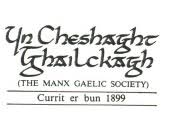 Yn Cheshaght
Ghailckagh
(THE MANX GAELIC SOCIETY)
Currit er bun 1899